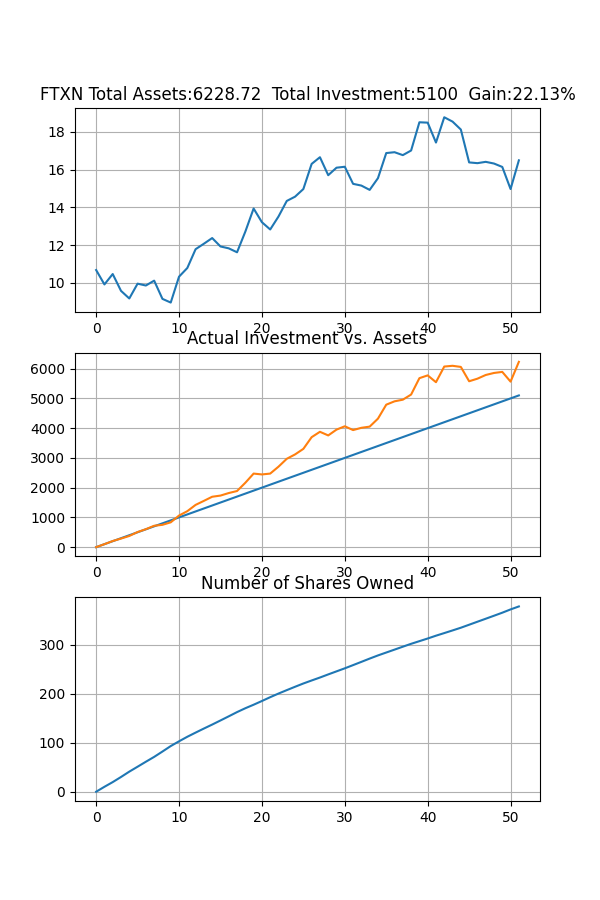 FTXN Total Assets:6228.72  Total Investment:5100  Gain:22.13%
18
16
14
12
10
0 10 20 30 40 50
Actual Investment vs. Assets
6000
5000
4000
3000
2000
1000
0
0 10 20 30 40 50
Number of Shares Owned
300
200
100
0
0 10 20 30 40 50